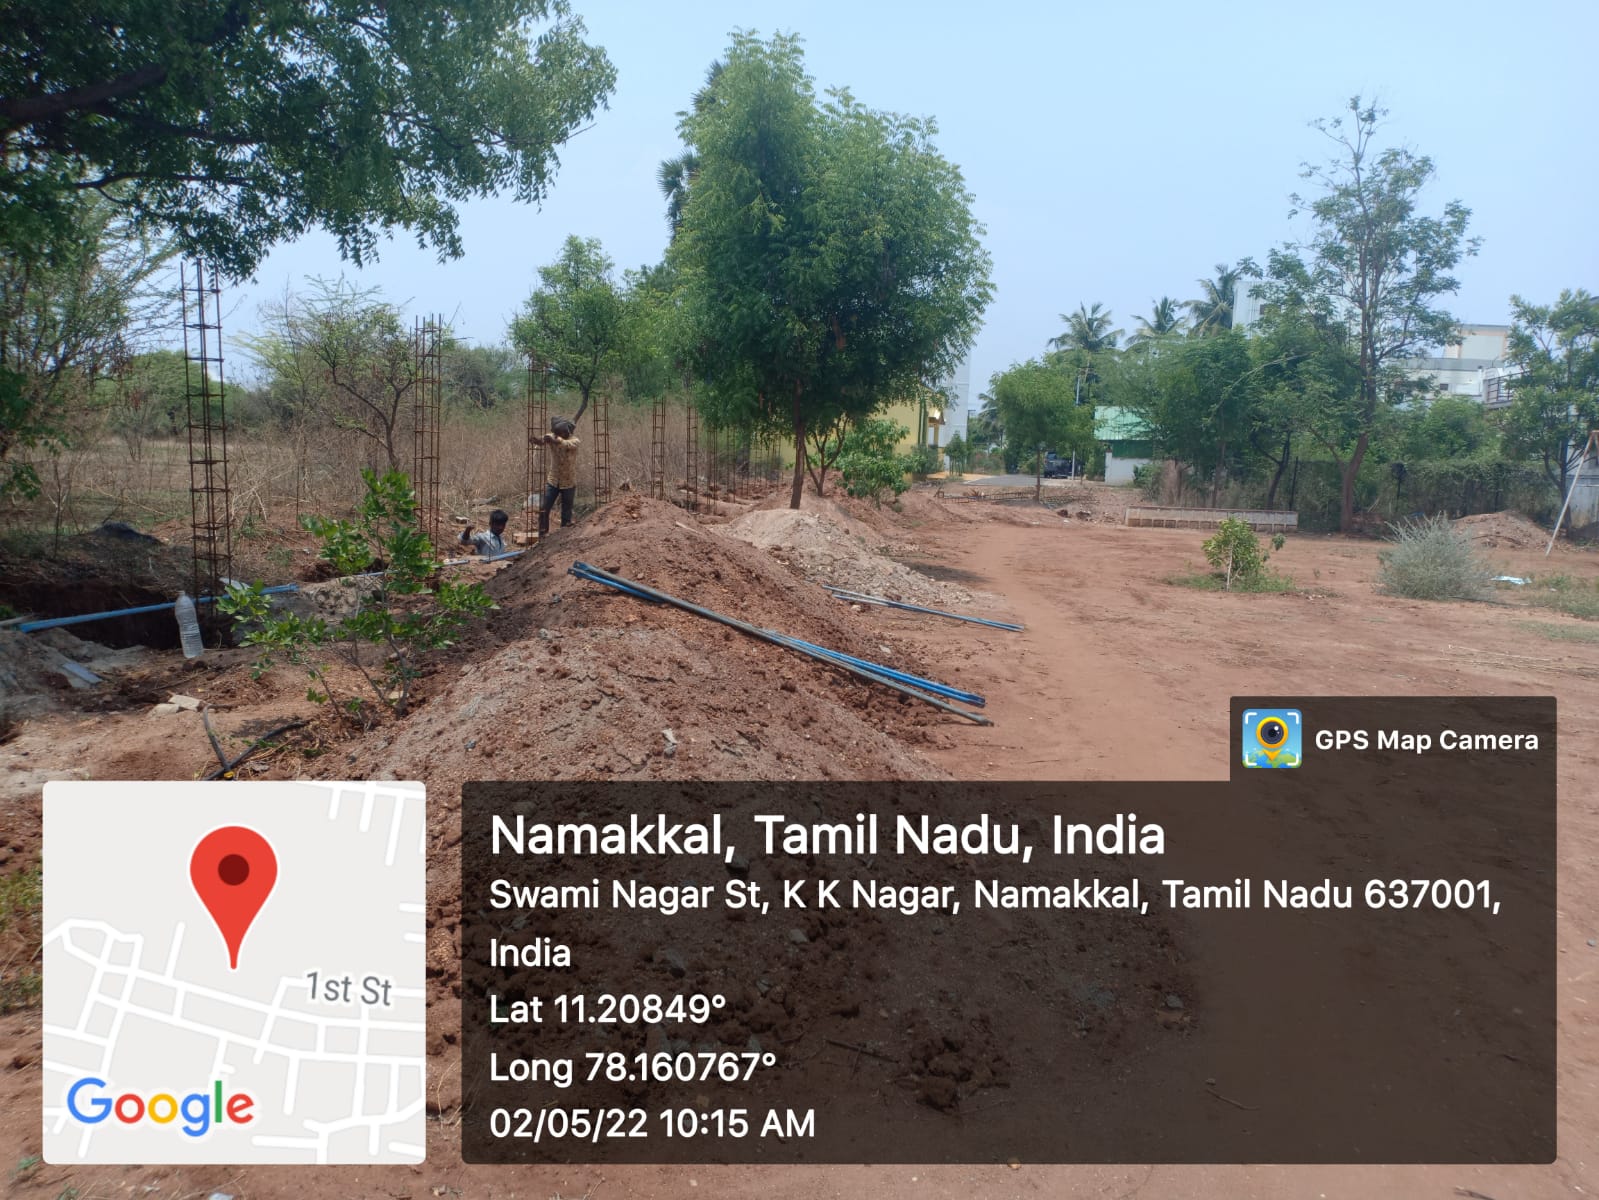 GPS Map Camera
Namakkal, Tamil Nadu, India
Swami Nagar St, K K Nagar, Namakkal, Tamil Nadu 637001,
India
Lat 11.20849°
Long 78.160767°
02/05/22 10:15 AM
1st St
Google